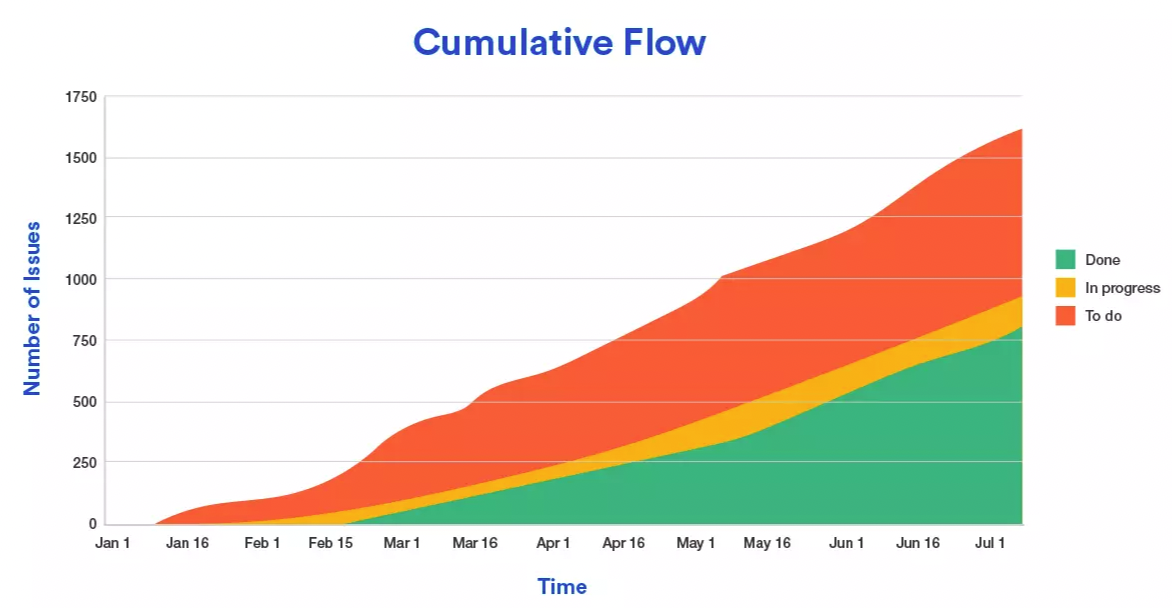 Cumulative Flow
1750
1500
1250
1000
750
500
250
0
Number of Issues
Jan 1 Jan 16 Feb 1 Feb 15 Mar 1 Mar 16 Apr 1 Apr 16 May 1 May 16 Jun 1 Jun 16 Jul 1
Time
Done
In progress
To do